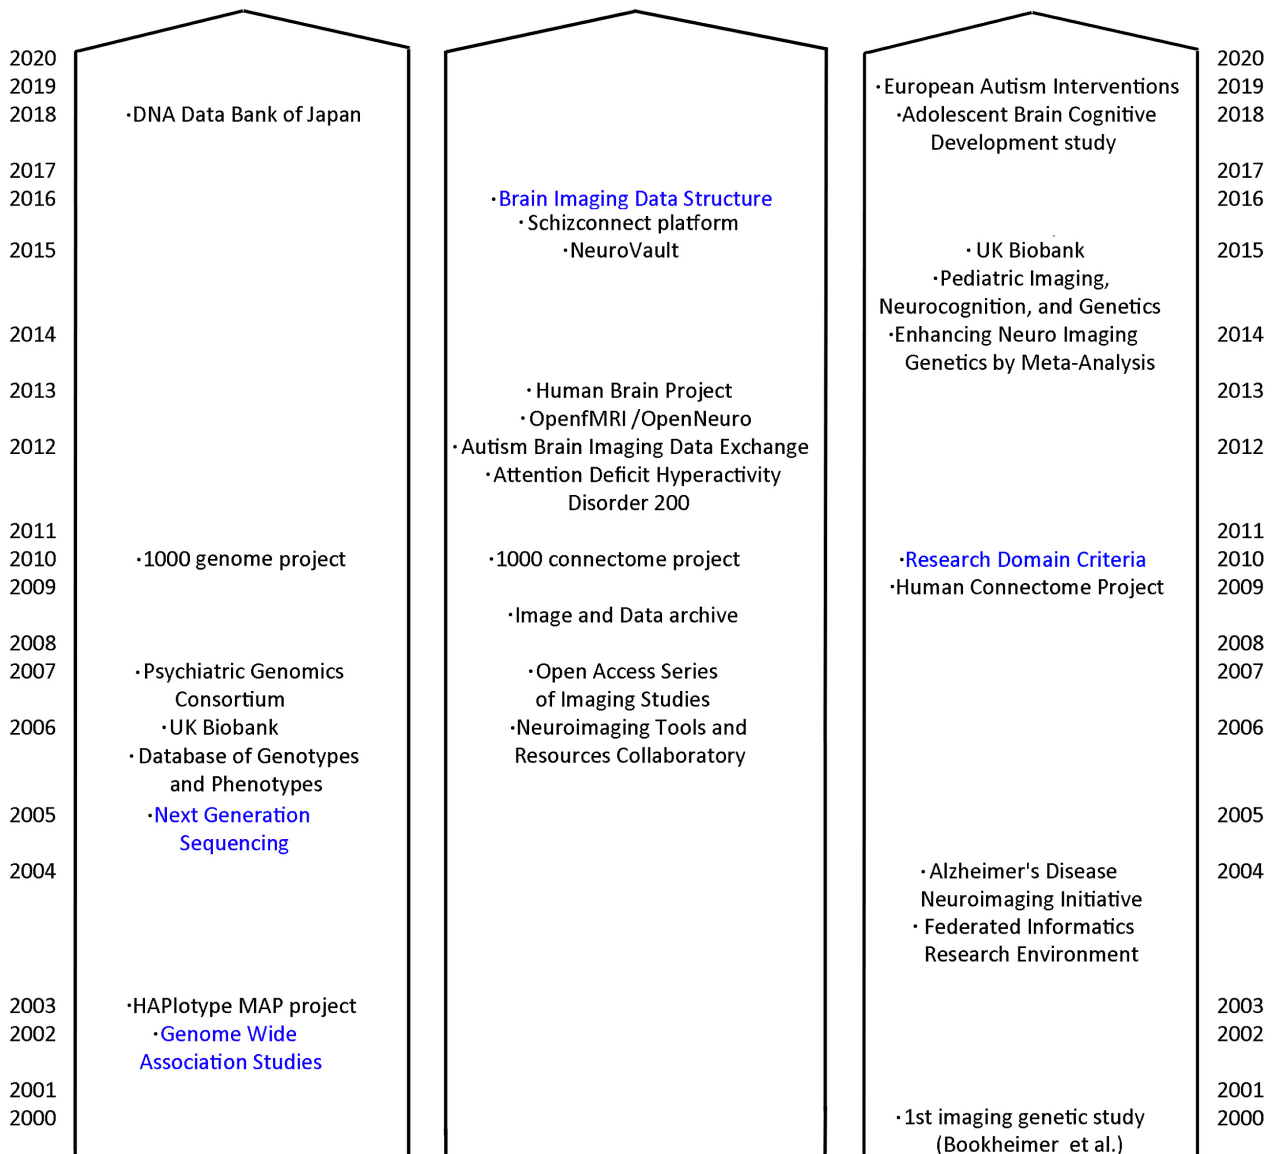 2020 2020
2019 ·European Autism Interventions 2019
2018 ·DNA Data Bank of Japan ·Adolescent Brain Cognitive 2018
Development study
2017 2017
2016 ·Brain Imaging Data Structure 2016
·Schizconnect platform
2015 ·NeuroVault ·UK Biobank 2015
·Pediatric Imaging,
Neurocognition, and Genetics
2014 ·Enhancing Neuro Imaging 2014
Genetics by Meta-Analysis
2013 ·Human Brain Project 2013
·OpenfMRI /OpenNeuro
2012 ·Autism Brain Imaging Data Exchange 2012
·Attention Deficit Hyperactivity
Disorder 200
2011 2011
2010 ·1000 genome project ·1000 connectome project ·Research Domain Criteria 2010
2009 ·Human Connectome Project 2009
·Image and Data archive
2008 2008
2007 ·Psychiatric Genomics ·Open Access Series 2007
Consortium of Imaging Studies
2006 ·UK Biobank ·Neuroimaging Tools and 2006
·Database of Genotypes Resources Collaboratory
and Phenotypes
2005 ·Next Generation 2005
Sequencing
2004 ·Alzheimer's Disease 2004
Neuroimaging Initiative
·Federated Informatics
Research Environment
2003 ·HAPlotype MAP project 2003
2002 ·Genome Wide 2002
Association Studies
2001 2001
2000 ·1st imaging genetic study 2000
(Bookheimer et al.)